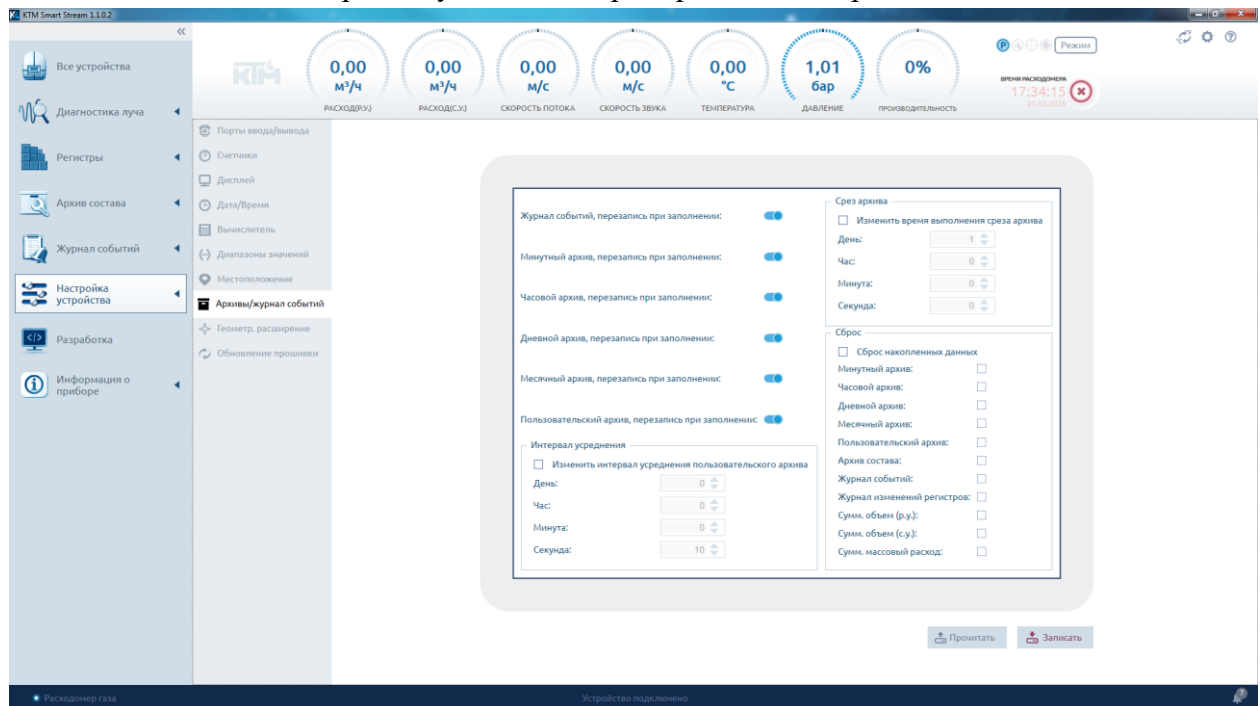 KTM Smart Stream 1.1.0.2
Все устройства
Диагностика луча
Регистры
Архив состава
Журнал событий
Настройка
устройства
Разработка
Информация о
приборе
КТМ
0,00
м³/ч
РАСХОД(Р.У.)
0,00
м³/ч
РАСХОД(С.У.)
0,00
м/с
СКОРОСТЬ ПОТОКА
0,00
м/с
СКОРОСТЬ ЗВУКА
0,00
°C
ТЕМПЕРАТУРА
1,01
бар
ДАВЛЕНИЕ
0%
ПРОИЗВОДИТЕЛЬНОСТЬ
P
Режим
ВРЕМЯ РАСХОДОМЕРА
17:34:15
21.02.2025
Порты ввода/вывода
Счетчики
Дисплей
Дата/Время
Вычислитель
Диапазоны значений
Местоположение
Архивы/журнал событий
Геометр. расширение
Обновление прошивки
Журнал событий, перезапись при заполнении:
Минутный архив, перезапись при заполнении:
Часовой архив, перезапись при заполнении:
Дневной архив, перезапись при заполнении:
Месячный архив, перезапись при заполнении:
Пользовательский архив, перезапись при заполнении:
Интервал усреднения
Изменить интервал усреднения пользовательского архива
День: 0
Час: 0
Минута: 0
Секунда: 10
Срез архива
Изменить время выполнения среза архива
День: 1
Час: 0
Минута: 0
Секунда: 0
Сброс
Сброс накопленных данных
Минутный архив:
Часовой архив:
Дневной архив:
Месячный архив:
Пользовательский архив:
Архив состава:
Журнал событий:
Журнал изменений регистров:
Сумм. объем (р.у.):
Сумм. объем (с.у.):
Сумм. массовый расход:
Прочитать
Записать
Расходомер газа
Устройство подключено